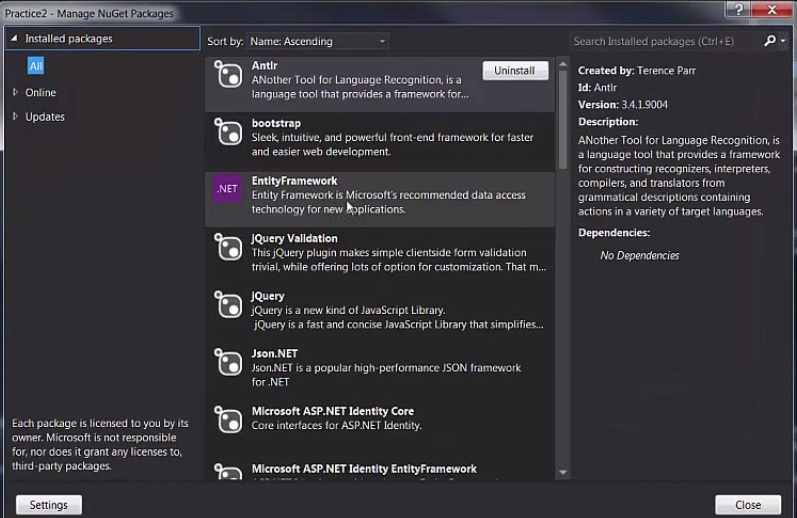 Practice2 - Manage NuGet Packages
?
Installed packages
All
Online
Updates
Each package is licensed to you by its
owner. Microsoft is not responsible
for, nor does it grant any licenses to,
third-party packages.
Settings
Sort by: Name: Ascending
Antlr
ANother Tool for Language Recognition, is a
language tool that provides a framework for...
Uninstall
bootstrap
Sleek, intuitive, and powerful front-end framework for faster
and easier web development.
.NET
EntityFramework
Entity Framework is Microsoft's recommended data access
technology for new applications.
jQuery Validation
This jQuery plugin makes simple clientside form validation
trivial, while offering lots of option for customization. That m...
jQuery
jQuery is a new kind of JavaScript Library.
jQuery is a fast and concise JavaScript Library that simplifies...
Json.NET
Json.NET is a popular high-performance JSON framework
for .NET
Microsoft ASP.NET Identity Core
Core interfaces for ASP.NET Identity.
Microsoft ASP.NET Identity EntityFramework
Search Installed packages (Ctrl+E)
Created by: Terence Parr
Id: Antlr
Version: 3.4.1.9004
Description:
ANother Tool for Language Recognition, is
a language tool that provides a framework
for constructing recognizers, interpreters,
compilers, and translators from
grammatical descriptions containing
actions in a variety of target languages.
Dependencies:
No Dependencies
Close